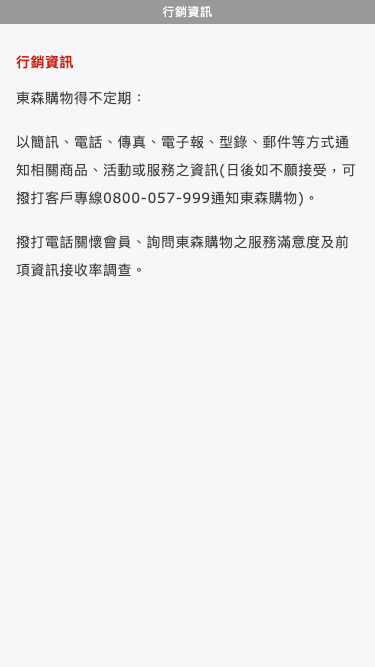 行銷資訊
行銷資訊
東森購物得不定期：
以簡訊、電話、傳真、電子報、型錄、郵件等方式通
知相關商品、活動或服務之資訊(日後如不願接受，可
撥打客戶專線0800-057-999通知東森購物)。
撥打電話關懷會員、詢問東森購物之服務滿意度及前
項資訊接收率調查。